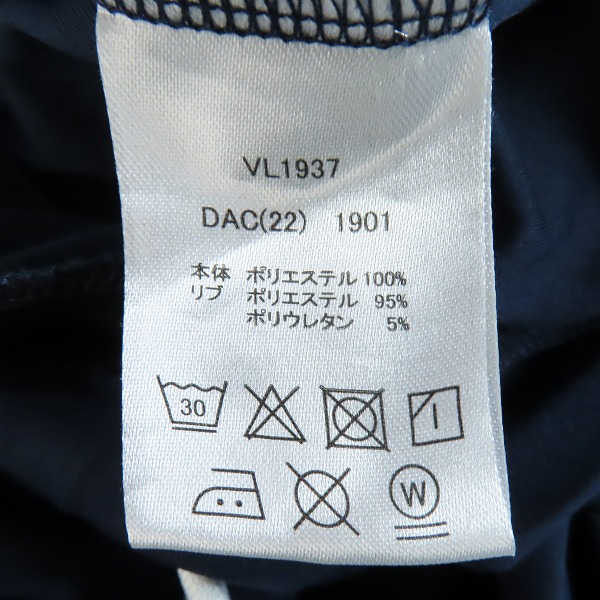 VL1937
DAC(22) 1901
本体 ポリエステル 100%
リブ ポリエステル 95%
ポリウレタン 5%
30
W